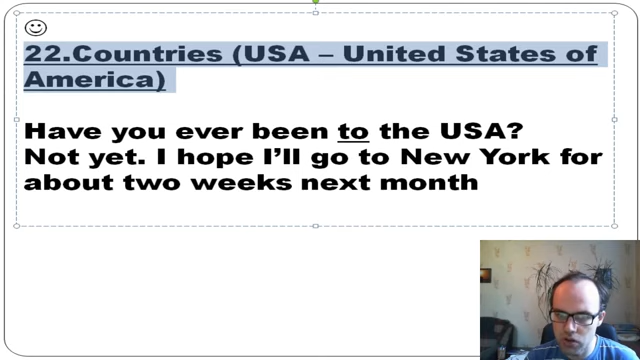 22.Countries (USA – United States of
America)
Have you ever been to the USA?
Not yet. I hope I’ll go to New York for
about two weeks next month